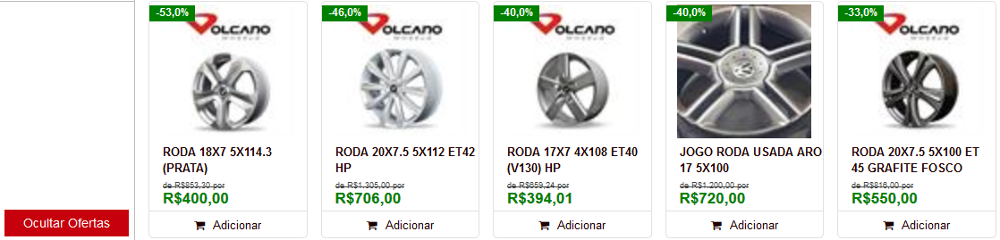 Ocultar Ofertas
-53,0%
VOLCANO
WHEELS
RODA 18X7 5X114.3
(PRATA)
de R$853,30 por
R$400,00
Adicionar
-46,0%
VOLCANO
WHEELS
RODA 20X7.5 5X112 ET42
HP
de R$1.305,00 por
R$706,00
Adicionar
-40,0%
VOLCANO
WHEELS
RODA 17X7 4X108 ET40
(V130) HP
de R$659,24 por
R$394,01
Adicionar
-40,0%
JOGO RODA USADA ARO
17 5X100
de R$1.200,00 por
R$720,00
Adicionar
-33,0%
VOLCANO
WHEELS
RODA 20X7.5 5X100 ET
45 GRAFITE FOSCO
de R$816,00 por
R$550,00
Adicionar